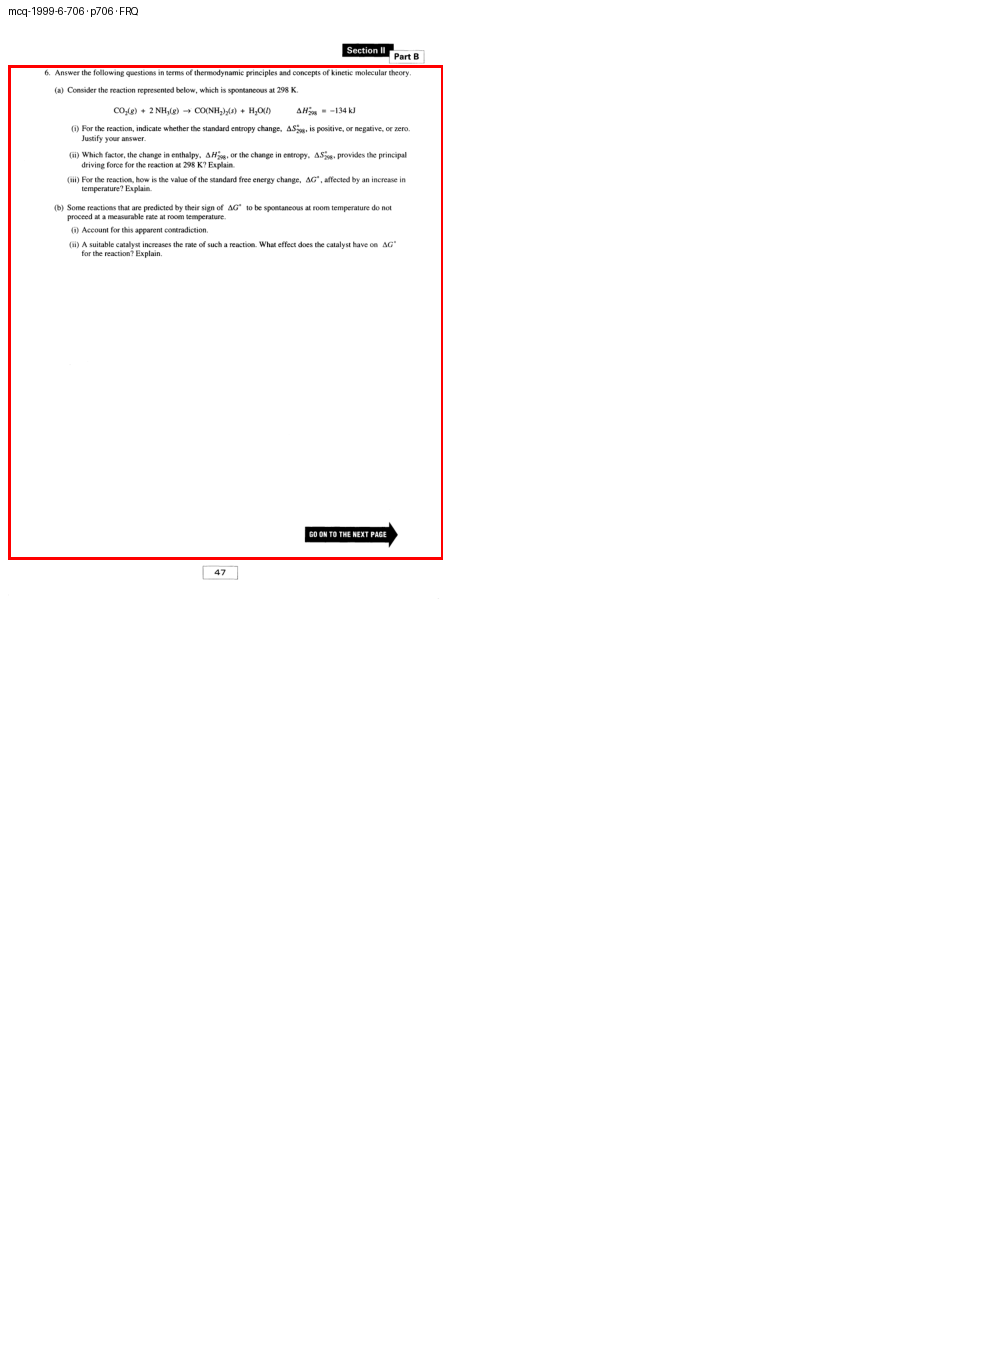 mcq-1999-6-706 · p706 · FRQ
Section II
Part B
6. Answer the following questions in terms of thermodynamic principles and concepts of kinetic molecular theory.
(a) Consider the reaction represented below, which is spontaneous at 298 K.
CO₂(g) + 2 NH₃(g) → CO(NH₂)₂(s) + H₂O(l) ΔH°₂₉₈ = −134 kJ
(i) For the reaction, indicate whether the standard entropy change, ΔS°₂₉₈, is positive, or negative, or zero.
Justify your answer.
(ii) Which factor, the change in enthalpy, ΔH°₂₉₈, or the change in entropy, ΔS°₂₉₈, provides the principal
driving force for the reaction at 298 K? Explain.
(iii) For the reaction, how is the value of the standard free energy change, ΔG°, affected by an increase in
temperature? Explain.
(b) Some reactions that are predicted by their sign of ΔG° to be spontaneous at room temperature do not
proceed at a measurable rate at room temperature.
(i) Account for this apparent contradiction.
(ii) A suitable catalyst increases the rate of such a reaction. What effect does the catalyst have on ΔG°
for the reaction? Explain.
GO ON TO THE NEXT PAGE
47